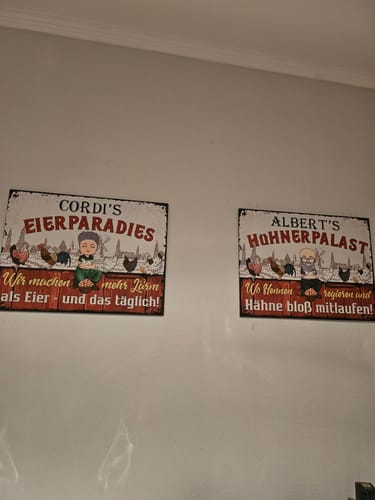 CORDI'S
EIERPARADIES
Wir machen mehr Lärm
als Eier - und das täglich!
ALBERT'S
HÜHNERPALAST
Wo Hennen regieren und
Hähne bloß mitlaufen!